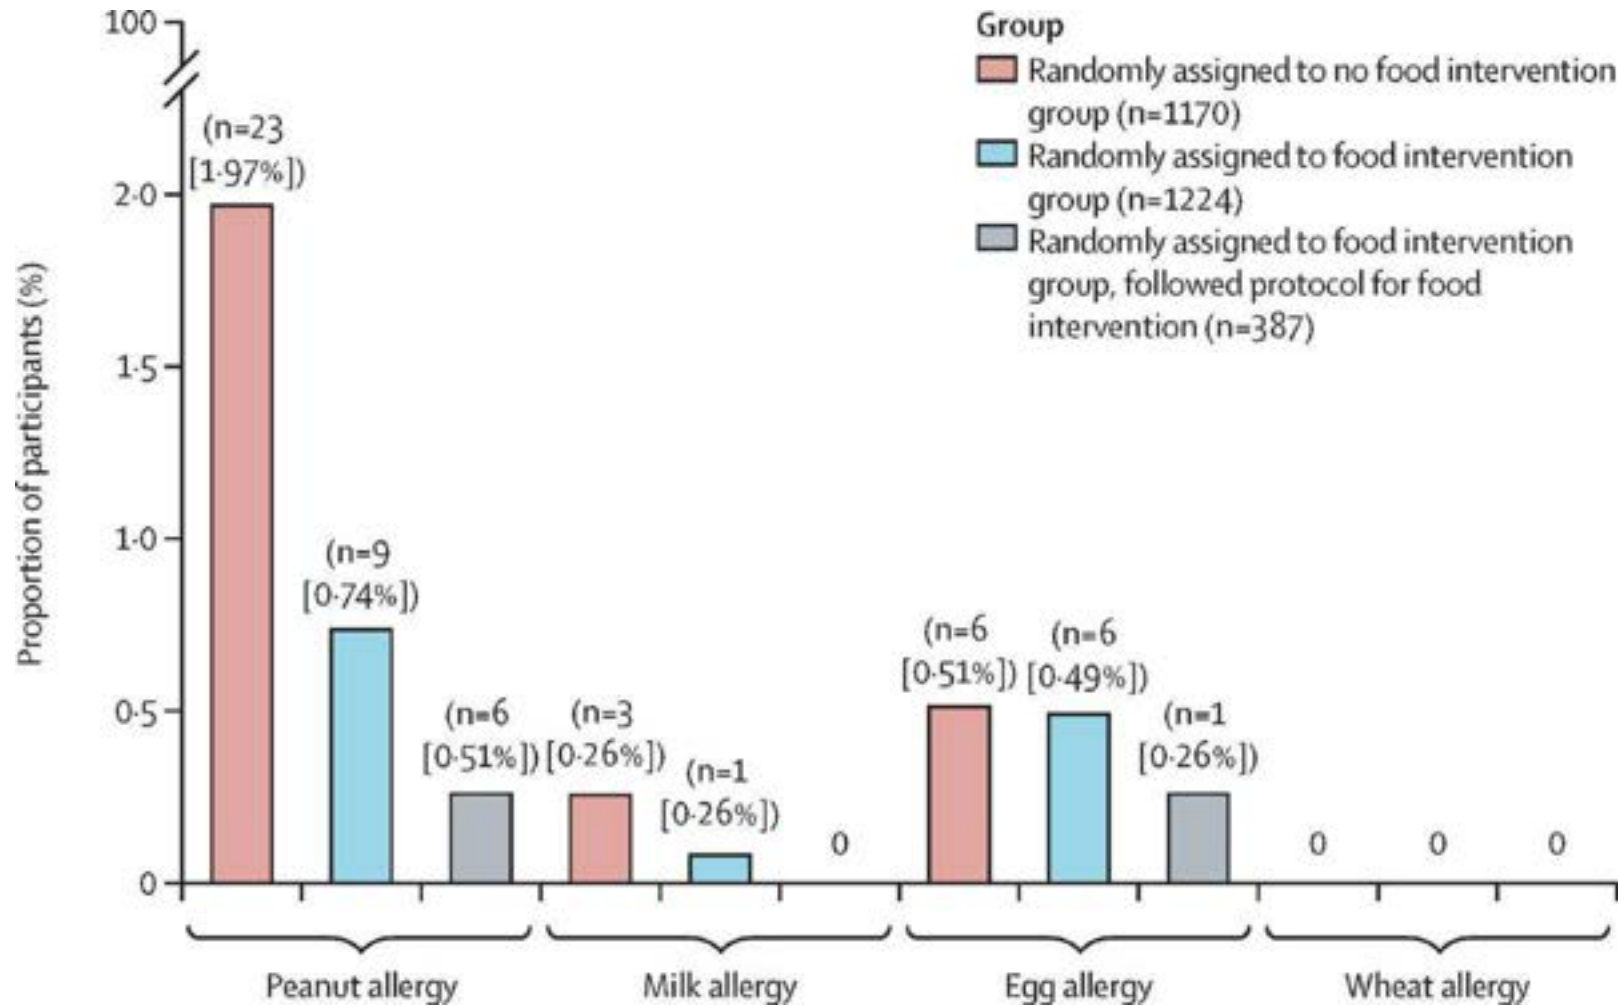 100
2·0
1·5
1·0
0·5
0
Proportion of participants (%)
Group
Randomly assigned to no food intervention
group (n=1170)
Randomly assigned to food intervention
group (n=1224)
Randomly assigned to food intervention
group, followed protocol for food
intervention (n=387)
(n=23
[1·97%])
(n=9
[0·74%])
(n=6
[0·51%])
(n=3
[0·26%])
(n=1
[0·26%])
0
(n=6
[0·51%])
(n=6
[0·49%])
(n=1
[0·26%])
0
0
0
Peanut allergy
Milk allergy
Egg allergy
Wheat allergy